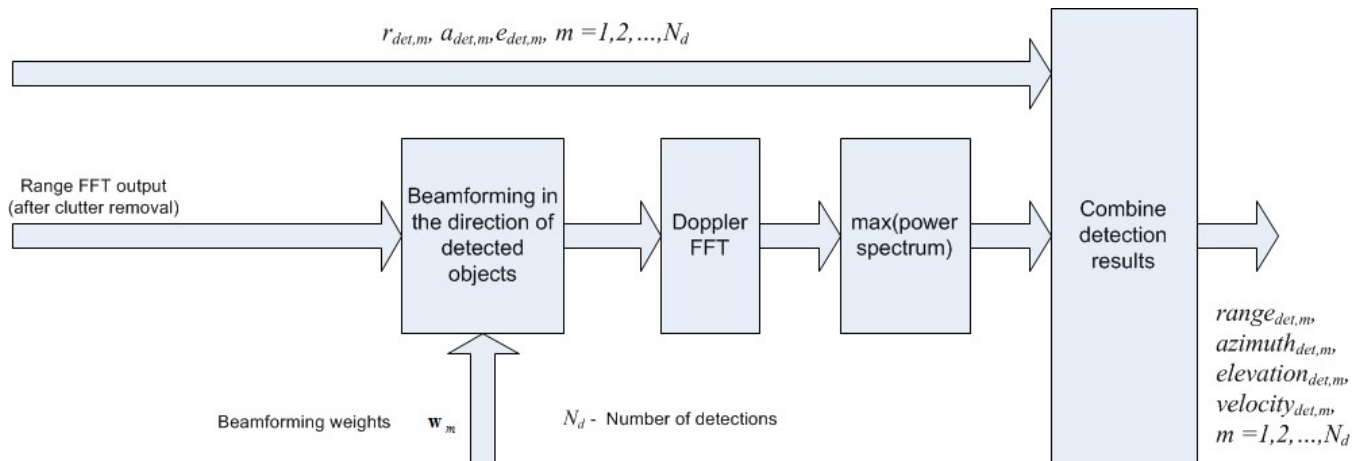 r_det,m, a_det,m, e_det,m, m =1,2,...,N_d
Range FFT output
(after clutter removal)
Beamforming in
the direction of
detected
objects
Doppler
FFT
max(power
spectrum)
Combine
detection
results
range_det,m,
azimuth_det,m,
elevation_det,m,
velocity_det,m,
m =1,2,...,N_d
Beamforming weights w_m
N_d - Number of detections